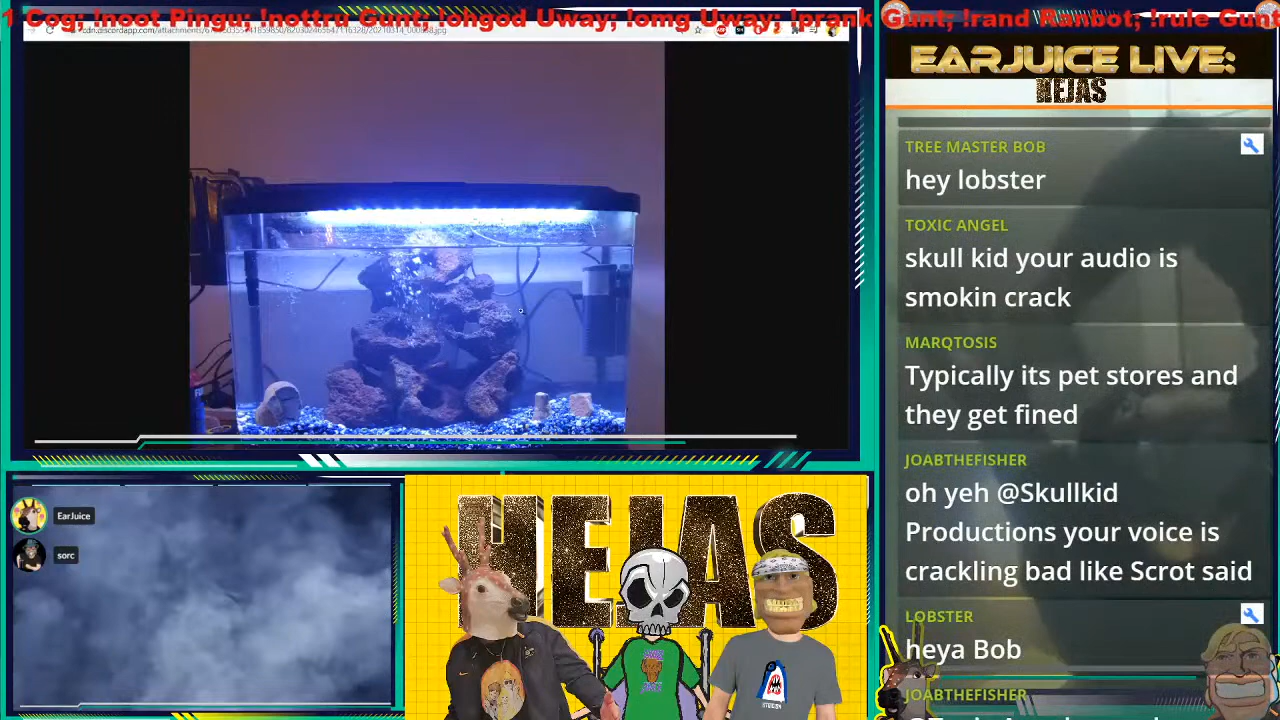 1 Cog; !noot Pingu; !nottru Gunt; !ohgod Uway; !omg Uway; !prank Gunt; !rand Ranbot; !rule Gun
EARJUICE LIVE:
HEJAS
TREE MASTER BOB
hey lobster
TOXIC ANGEL
skull kid your audio is
smokin crack
MARQTOSIS
Typically its pet stores and
they get fined
JOABTHEFISHER
oh yeh @Skullkid
Productions your voice is
crackling bad like Scrot said
LOBSTER
heya Bob
JOABTHEFISHER
EarJuice
sorc
HEJAS